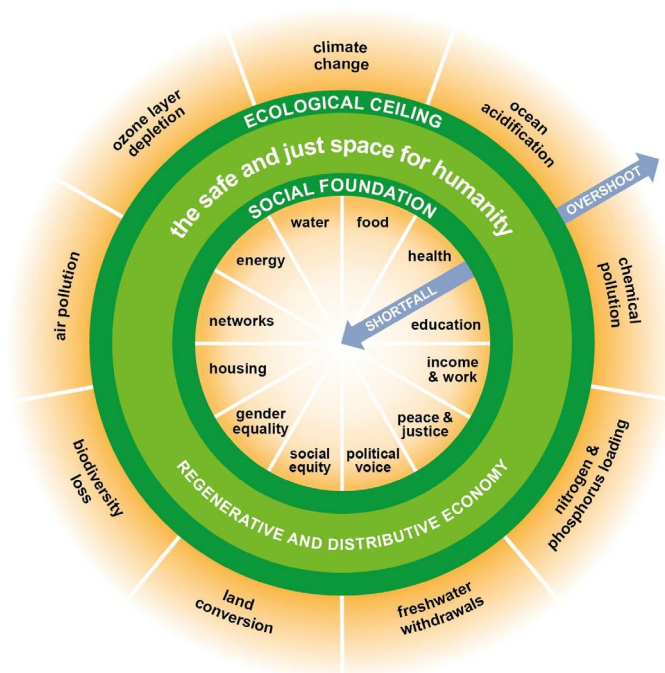 climate
change
ocean
acidification
chemical
pollution
nitrogen &
phosphorus loading
freshwater
withdrawals
land
conversion
biodiversity
loss
air pollution
ozone layer
depletion
OVERSHOOT
ECOLOGICAL CEILING
the safe and just space for humanity
SOCIAL FOUNDATION
water
food
health
SHORTFALL
education
income
& work
peace &
justice
political
voice
social
equity
gender
equality
housing
networks
energy
REGENERATIVE AND DISTRIBUTIVE ECONOMY